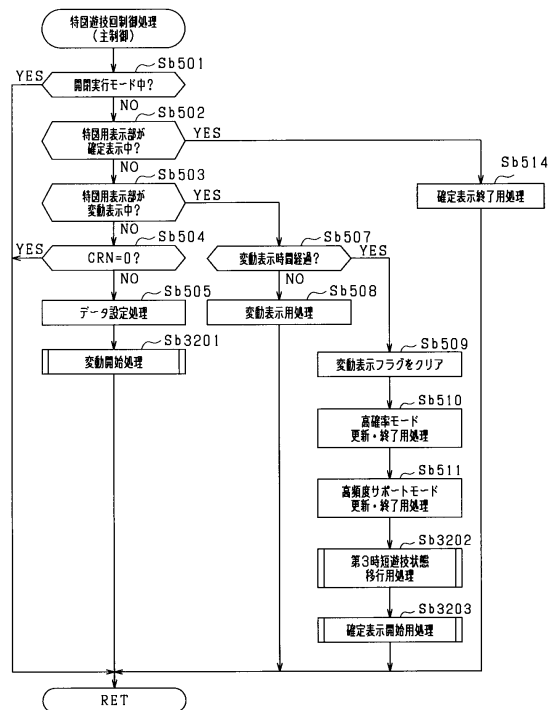 特図遊技回制御処理
(主制御)
Sb501
YES
開閉実行モード中?
NO
Sb502
特図用表示部が
確定表示中?
YES
NO
Sb503
特図用表示部が
変動表示中?
YES
NO
Sb514
確定表示終了用処理
Sb504
YES
CRN=0?
NO
Sb507
変動表示時間経過?
YES
NO
Sb505
データ設定処理
Sb508
変動表示用処理
Sb3201
変動開始処理
Sb509
変動表示フラグをクリア
Sb510
高確率モード
更新・終了用処理
Sb511
高頻度サポートモード
更新・終了用処理
Sb3202
第3時短遊技状態
移行用処理
Sb3203
確定表示開始用処理
RET